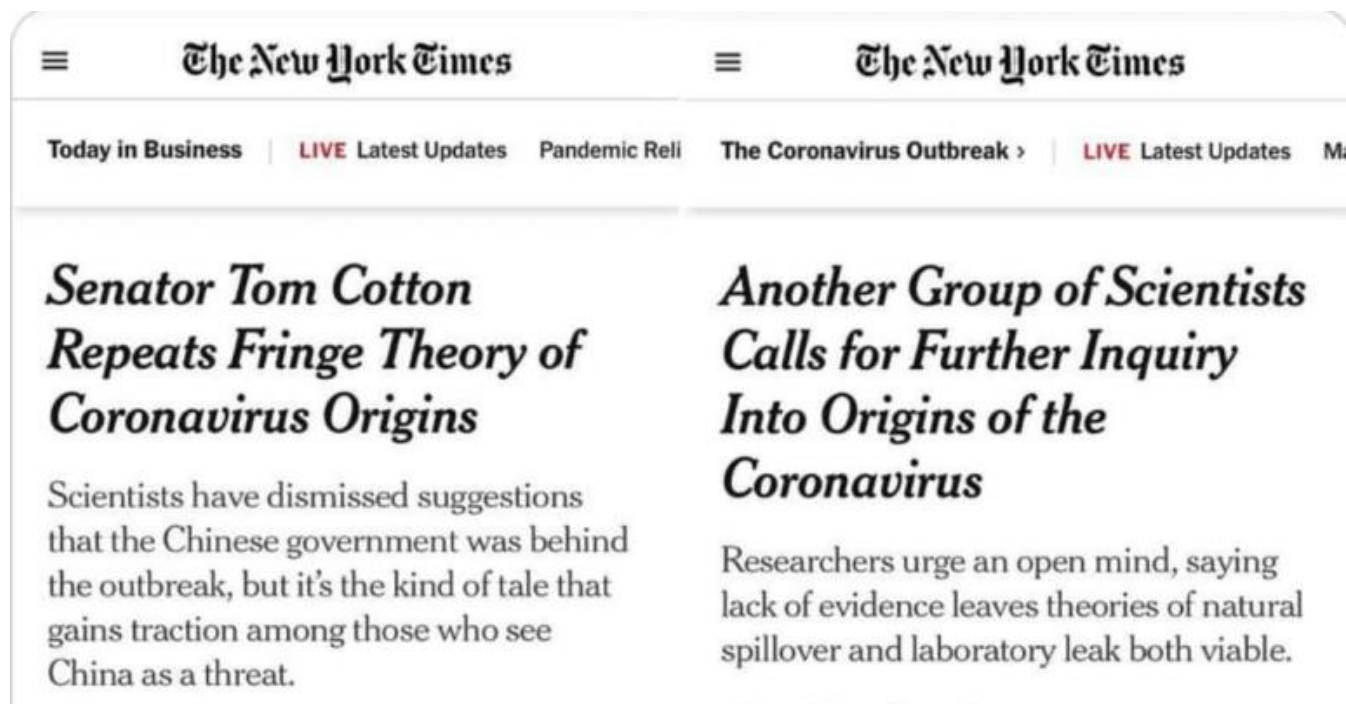 The New York Times
Today in Business | LIVE Latest Updates Pandemic Reli
Senator Tom Cotton
Repeats Fringe Theory of
Coronavirus Origins
Scientists have dismissed suggestions
that the Chinese government was behind
the outbreak, but it's the kind of tale that
gains traction among those who see
China as a threat.
The New York Times
The Coronavirus Outbreak › | LIVE Latest Updates Ma
Another Group of Scientists
Calls for Further Inquiry
Into Origins of the
Coronavirus
Researchers urge an open mind, saying
lack of evidence leaves theories of natural
spillover and laboratory leak both viable.